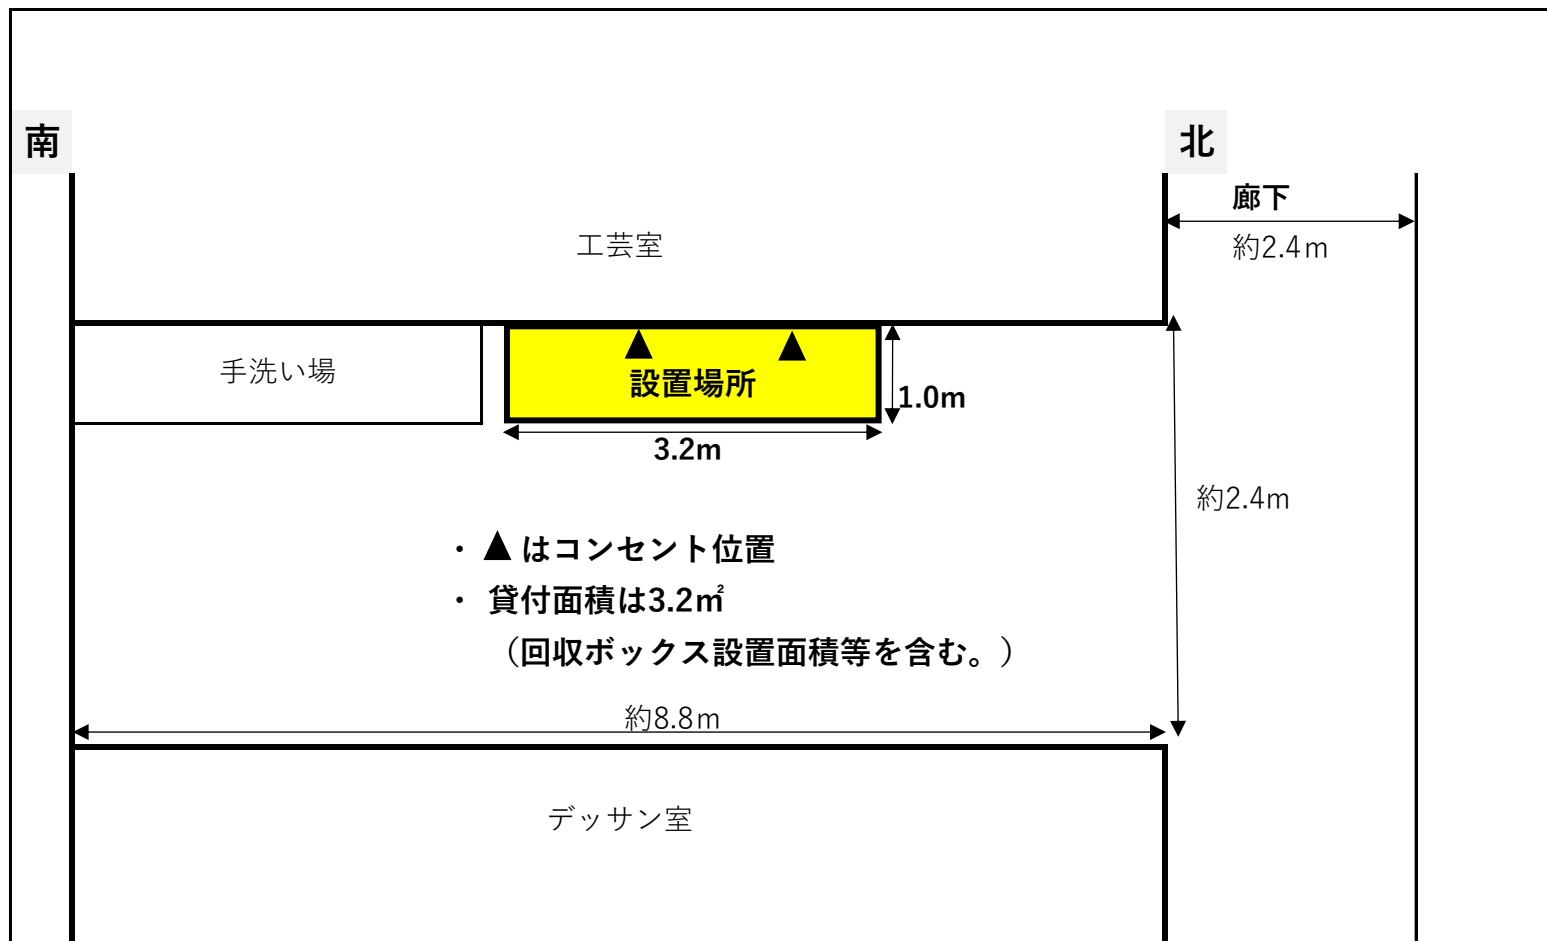 南
北
廊下
約2.4m
工芸室
手洗い場
設置場所
1.0m
3.2m
約2.4m
・ ▲ はコンセント位置
・ 貸付面積は3.2㎡
（回収ボックス設置面積等を含む。）
約8.8m
デッサン室